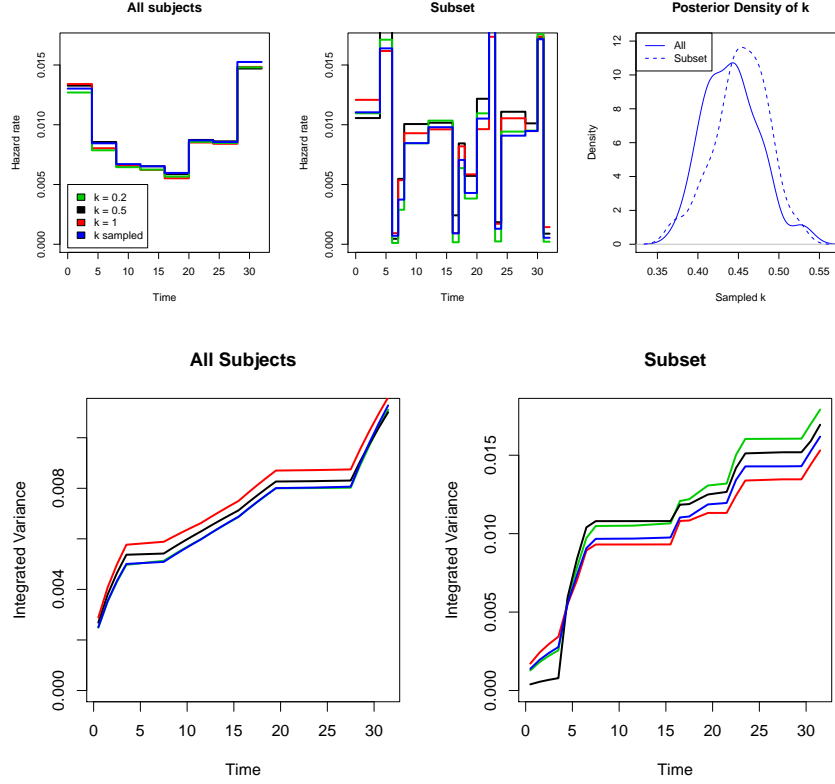 All subjects
Hazard rate
0.000 0.005 0.010 0.015
k = 0.2
k = 0.5
k = 1
k sampled
0 5 10 15 20 25 30
Time
Subset
Hazard rate
0.000 0.005 0.010 0.015
0 5 10 15 20 25 30
Time
Posterior Density of k
Density
0 2 4 6 8 10 12
All
Subset
0.35 0.40 0.45 0.50 0.55
Sampled k
All Subjects
Integrated Variance
0.000 0.004 0.008
0 5 10 15 20 25 30
Time
Subset
Integrated Variance
0.000 0.005 0.010 0.015
0 5 10 15 20 25 30
Time